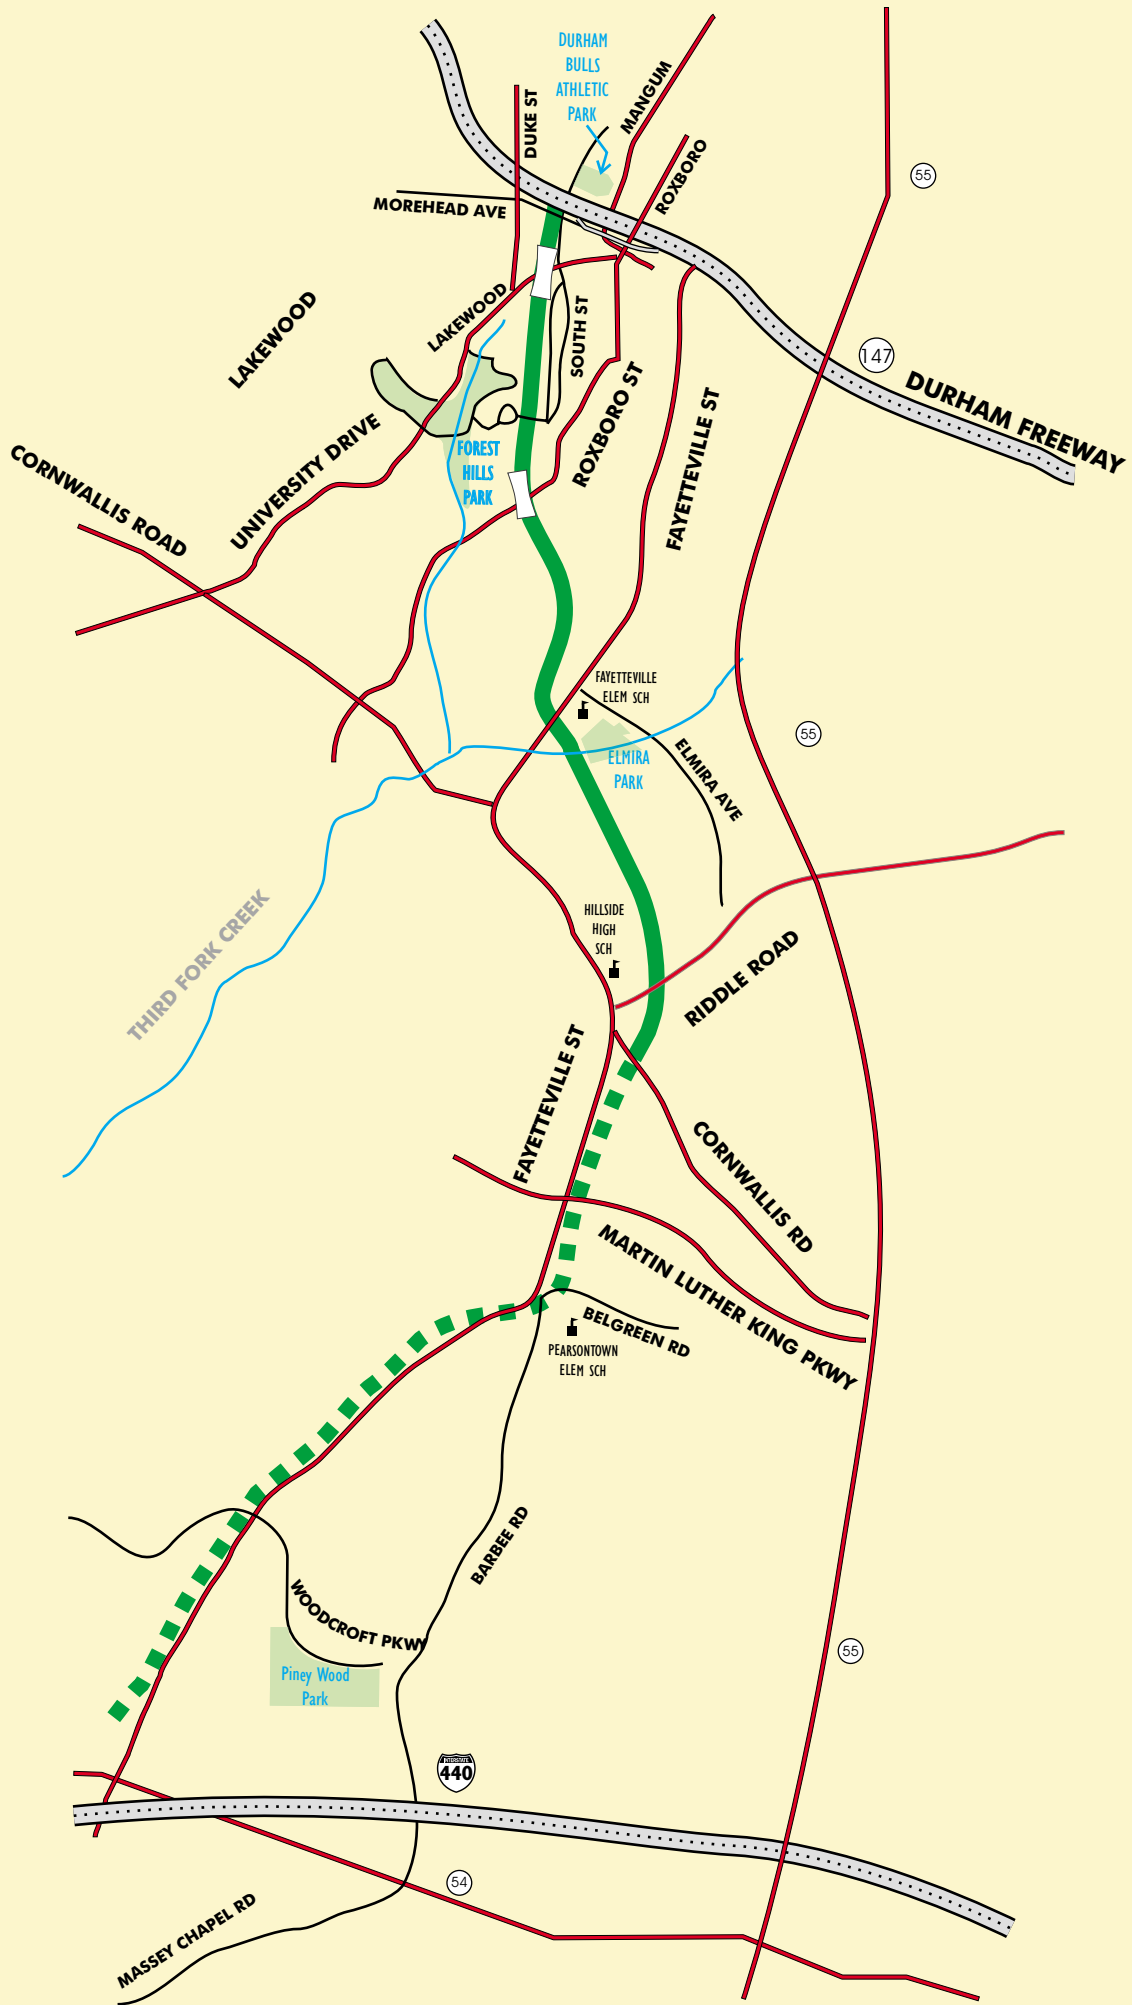 DURHAM
BULLS
ATHLETIC
PARK
MANGUM
DUKE ST
ROXBORO
55
MOREHEAD AVE
LAKEWOOD
LAKEWOOD
SOUTH ST
147
DURHAM FREEWAY
ROXBORO ST
FAYETTEVILLE ST
UNIVERSITY DRIVE
CORNWALLIS ROAD
FOREST
HILLS
PARK
FAYETTEVILLE
ELEM SCH
55
ELMIRA
PARK
ELMIRA AVE
THIRD FORK CREEK
HILLSIDE
HIGH
SCH
RIDDLE ROAD
FAYETTEVILLE ST
CORNWALLIS RD
MARTIN LUTHER KING PKWY
BELGREEN RD
PEARSONTOWN
ELEM SCH
BARBEE RD
WOODCROFT PKWY
55
Piney Wood
Park
INTERSTATE
440
54
MASSEY CHAPEL RD